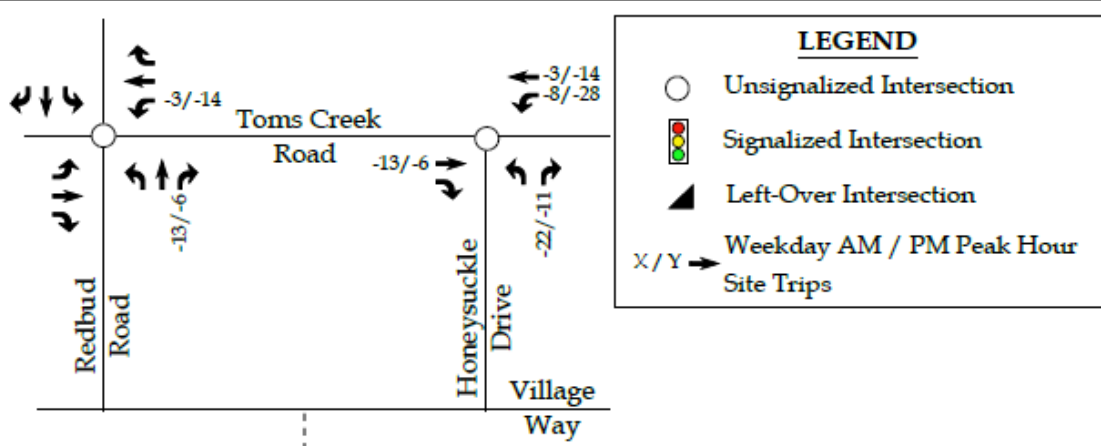 LEGEND
Unsignalized Intersection
Signalized Intersection
Left-Over Intersection
X / Y
Weekday AM / PM Peak Hour
Site Trips
-3/-14
Toms Creek
Road
-3/-14
-8/-28
-13/-6
-13/-6
-22/-11
Redbud
Road
Honeysuckle
Drive
Village
Way